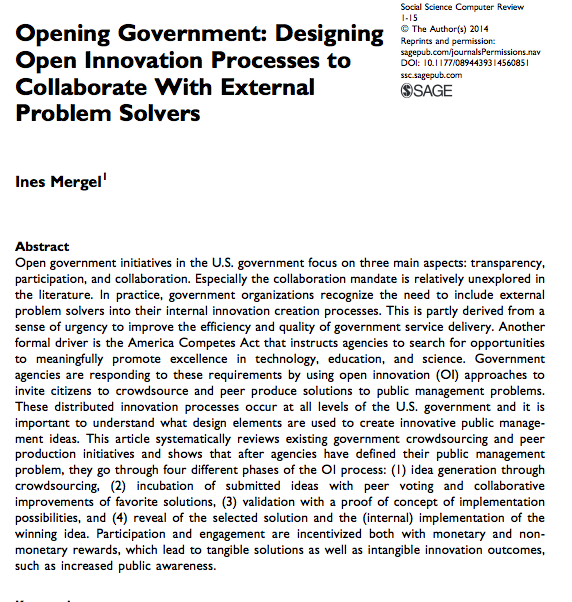 Social Science Computer Review
1-15
© The Author(s) 2014
Reprints and permission:
sagepub.com/journalsPermissions.nav
DOI: 10.1177/0894439314560851
ssc.sagepub.com
SAGE
Opening Government: Designing
Open Innovation Processes to
Collaborate With External
Problem Solvers
Ines Mergel1
Abstract
Open government initiatives in the U.S. government focus on three main aspects: transparency,
participation, and collaboration. Especially the collaboration mandate is relatively unexplored in
the literature. In practice, government organizations recognize the need to include external
problem solvers into their internal innovation creation processes. This is partly derived from a
sense of urgency to improve the efficiency and quality of government service delivery. Another
formal driver is the America Competes Act that instructs agencies to search for opportunities
to meaningfully promote excellence in technology, education, and science. Government
agencies are responding to these requirements by using open innovation (OI) approaches to
invite citizens to crowdsource and peer produce solutions to public management problems.
These distributed innovation processes occur at all levels of the U.S. government and it is
important to understand what design elements are used to create innovative public manage-
ment ideas. This article systematically reviews existing government crowdsourcing and peer
production initiatives and shows that after agencies have defined their public management
problem, they go through four different phases of the OI process: (1) idea generation through
crowdsourcing, (2) incubation of submitted ideas with peer voting and collaborative
improvements of favorite solutions, (3) validation with a proof of concept of implementation
possibilities, and (4) reveal of the selected solution and the (internal) implementation of the
winning idea. Participation and engagement are incentivized both with monetary and non-
monetary rewards, which lead to tangible solutions as well as intangible innovation outcomes,
such as increased public awareness.